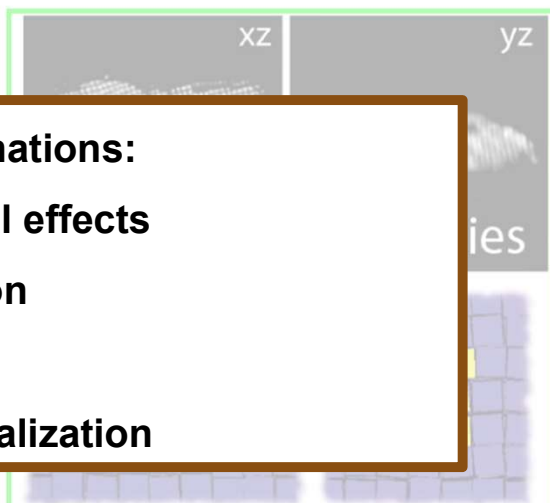 xz yz
nations:
l effects
ies
on
alization